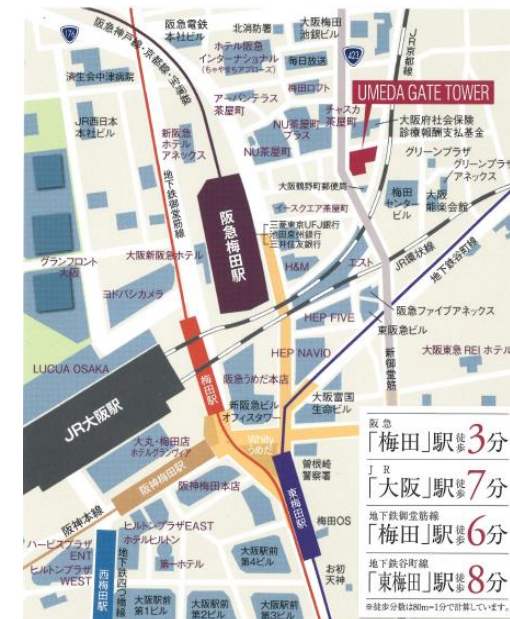 176
阪急電鉄
本社ビル
北消防署
大阪梅田
池銀ビル
423
JR京都線
阪急神戸線・京都線・宝塚線
ホテル阪急
インターナショナル
(ちゃやまちアプローズ)
毎日放送
済生会中津病院
梅田ロフト
アーバンテラス
茶屋町
チャスカ
茶屋町
UMEDA GATE TOWER
JR西日本
本社ビル
新阪急
ホテル
アネックス
NU茶屋町
プラス
NU茶屋町
大阪府社会保険
診療報酬支払基金
グリーンプラザ
グリーンプラザ
アネックス
大阪鶴野町郵便局
梅田
センター
ビル
大阪
能楽会館
地下鉄御堂筋線
阪急梅田駅
イースクエア茶屋町
三菱東京UFJ銀行
池田泉州銀行
三井住友銀行
グランフロント
大阪
大阪新阪急ホテル
H&M
エスト
JR環状線
地下鉄谷町線
ヨドバシカメラ
HEP FIVE
阪急ファイブアネックス
東阪急ビル
HEP NAVIO
新御堂筋
大阪東急REIホテル
LUCUA OSAKA
梅田駅
阪急うめだ本店
JR大阪駅
新阪急ビル
オフィスタワー
大阪富国
生命ビル
大丸・梅田店
ホテルグランヴィア
Whity
うめだ
阪神梅田駅
曽根崎
警察署
阪神梅田本店
東梅田駅
阪神本線
梅田OS
ハービスプラザ
ENT
ヒルトンプラザEAST
ホテルヒルトン
ヒルトンプラザ
WEST
西梅田駅
地下鉄四つ橋線
第一ホテル
大阪駅前
第4ビル
お初
天神
大阪駅前
第1ビル
大阪駅前
第2ビル
大阪駅前
第3ビル
阪急
「梅田」駅徒歩3分
JR
「大阪」駅徒歩7分
地下鉄御堂筋線
「梅田」駅徒歩6分
地下鉄谷町線
「東梅田」駅徒歩8分
※徒歩分数は80m=1分で計算しています。